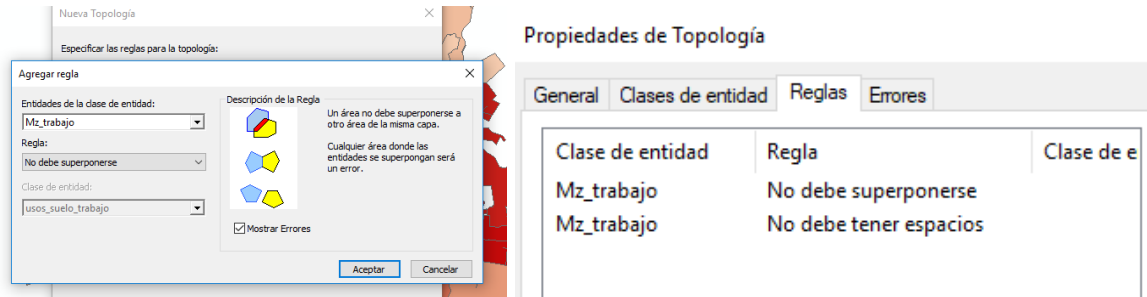 Nueva Topología
Especificar las reglas para la topología:
Agregar regla
Entidades de la clase de entidad:
Mz_trabajo
Regla:
No debe superponerse
Clase de entidad:
usos_suelo_trabajo
Descripción de la Regla
Un área no debe superponerse a
otro área de la misma capa.
Cualquier área donde las
entidades se superpongan será
un error.
Mostrar Errores
Aceptar Cancelar
Propiedades de Topología
General Clases de entidad Reglas Errores
Clase de entidad Regla Clase de e
Mz_trabajo No debe superponerse
Mz_trabajo No debe tener espacios